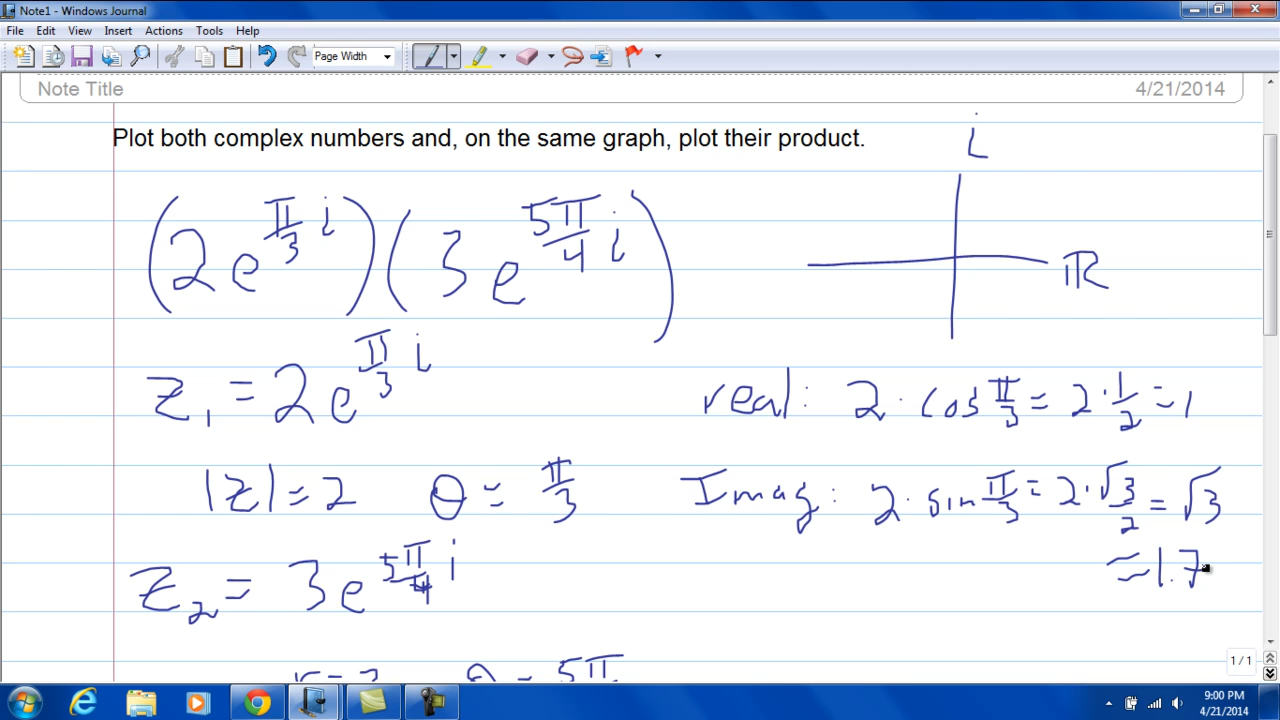 Note1 - Windows Journal
File Edit View Insert Actions Tools Help
Page Width
Note Title 4/21/2014
Plot both complex numbers and, on the same graph, plot their product.
i
(2e^{π/3 i})(3e^{5π/4 i})
ℝ
z₁ = 2e^{π/3 i}
real: 2 · cos π/3 = 2 · 1/2 = 1
|z| = 2 θ = π/3
Imag: 2 · sin π/3 = 2 · √3/2 = √3
≈ 1.7
z₂ = 3e^{5π/4 i}
r = 3 θ = 5π
1 / 1
9:00 PM
4/21/2014